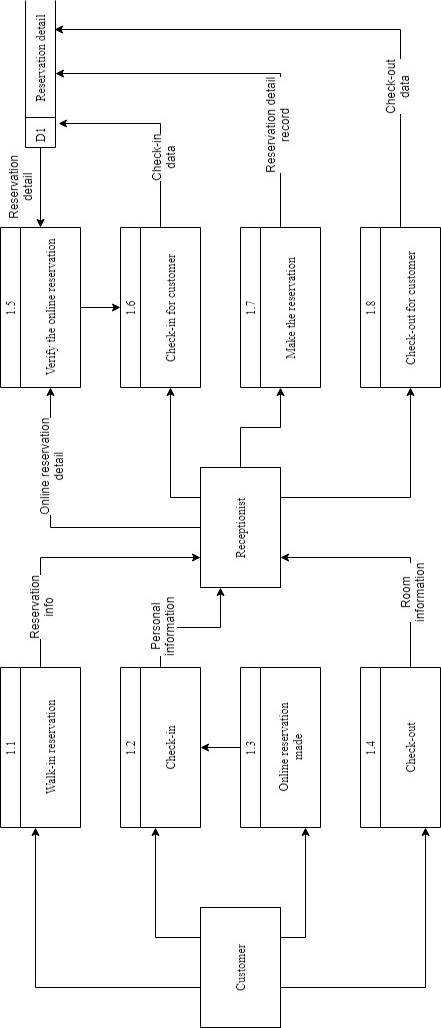 Customer
1.1
Walk-in reservation
1.2
Check-in
1.3
Online reservation
made
1.4
Check-out
Reservation
info
Personal
information
Room
information
Receptionist
Online reservation
detail
1.5
Verify the online reservation
1.6
Check-in for customer
1.7
Make the reservation
1.8
Check-out for customer
Reservation
detail
Check-in
data
Reservation detail
record
Check-out
data
D1
Reservation detail